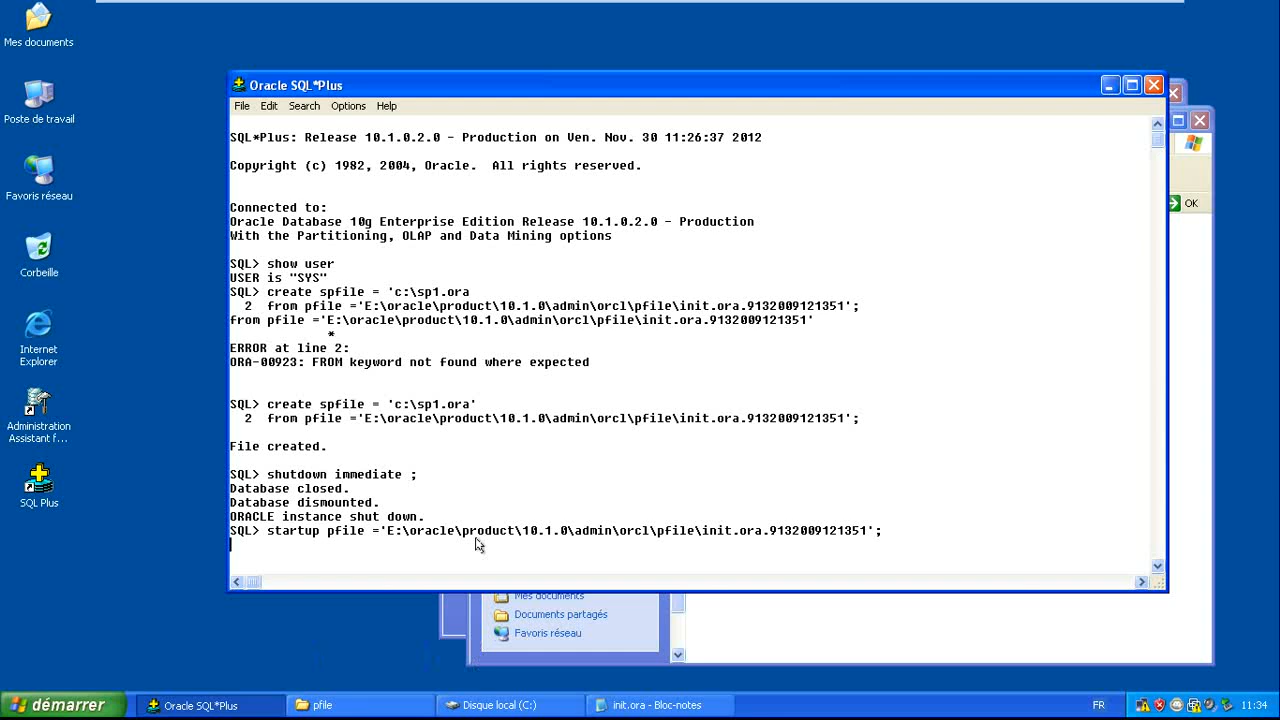 Mes documents
Poste de travail
Favoris réseau
Corbeille
Internet
Explorer
Administration
Assistant f...
SQL Plus
Oracle SQL*Plus
File Edit Search Options Help
SQL*Plus: Release 10.1.0.2.0 - Production on Ven. Nov. 30 11:26:37 2012
Copyright (c) 1982, 2004, Oracle.  All rights reserved.
Connected to:
Oracle Database 10g Enterprise Edition Release 10.1.0.2.0 - Production
With the Partitioning, OLAP and Data Mining options
SQL> show user
USER is "SYS"
SQL> create spfile = 'c:\sp1.ora
  2  from pfile ='E:\oracle\product\10.1.0\admin\orcl\pfile\init.ora.9132009121351';
from pfile ='E:\oracle\product\10.1.0\admin\orcl\pfile\init.ora.9132009121351'
*
ERROR at line 2:
ORA-00923: FROM keyword not found where expected
SQL> create spfile = 'c:\sp1.ora'
  2  from pfile ='E:\oracle\product\10.1.0\admin\orcl\pfile\init.ora.9132009121351';
File created.
SQL> shutdown immediate ;
Database closed.
Database dismounted.
ORACLE instance shut down.
SQL> startup pfile ='E:\oracle\product\10.1.0\admin\orcl\pfile\init.ora.9132009121351';
OK
Mes documents
Documents partagés
Favoris réseau
démarrer
Oracle SQL*Plus
pfile
Disque local (C:)
init.ora - Bloc-notes
FR
11:34